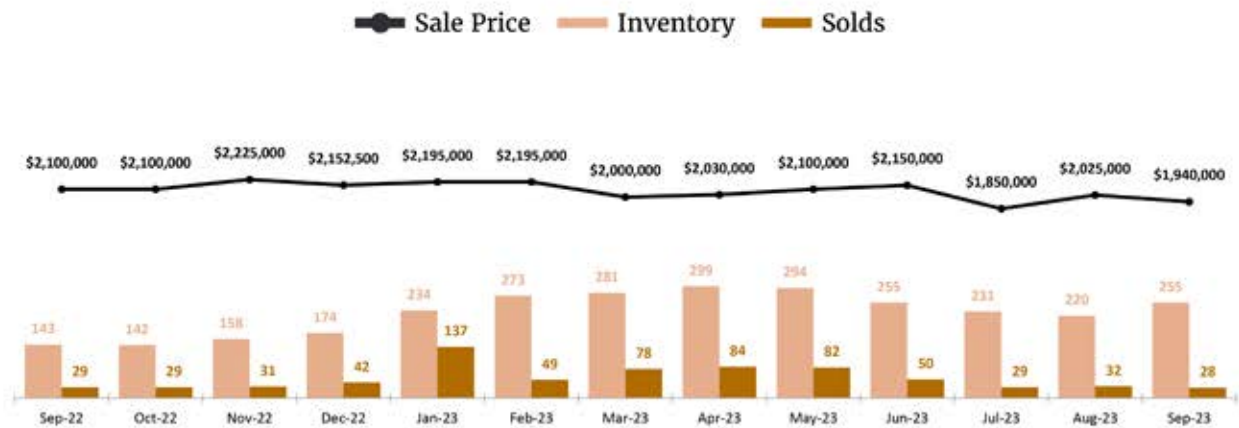 Sale Price Inventory Solds
$2,100,000 $2,100,000 $2,225,000 $2,152,500 $2,195,000 $2,195,000 $2,000,000 $2,030,000 $2,100,000 $2,150,000 $1,850,000 $2,025,000 $1,940,000
143 142 158 174 234 273 281 299 294 255 231 220 255
29 29 31 42 137 49 78 84 82 50 29 32 28
Sep-22 Oct-22 Nov-22 Dec-22 Jan-23 Feb-23 Mar-23 Apr-23 May-23 Jun-23 Jul-23 Aug-23 Sep-23